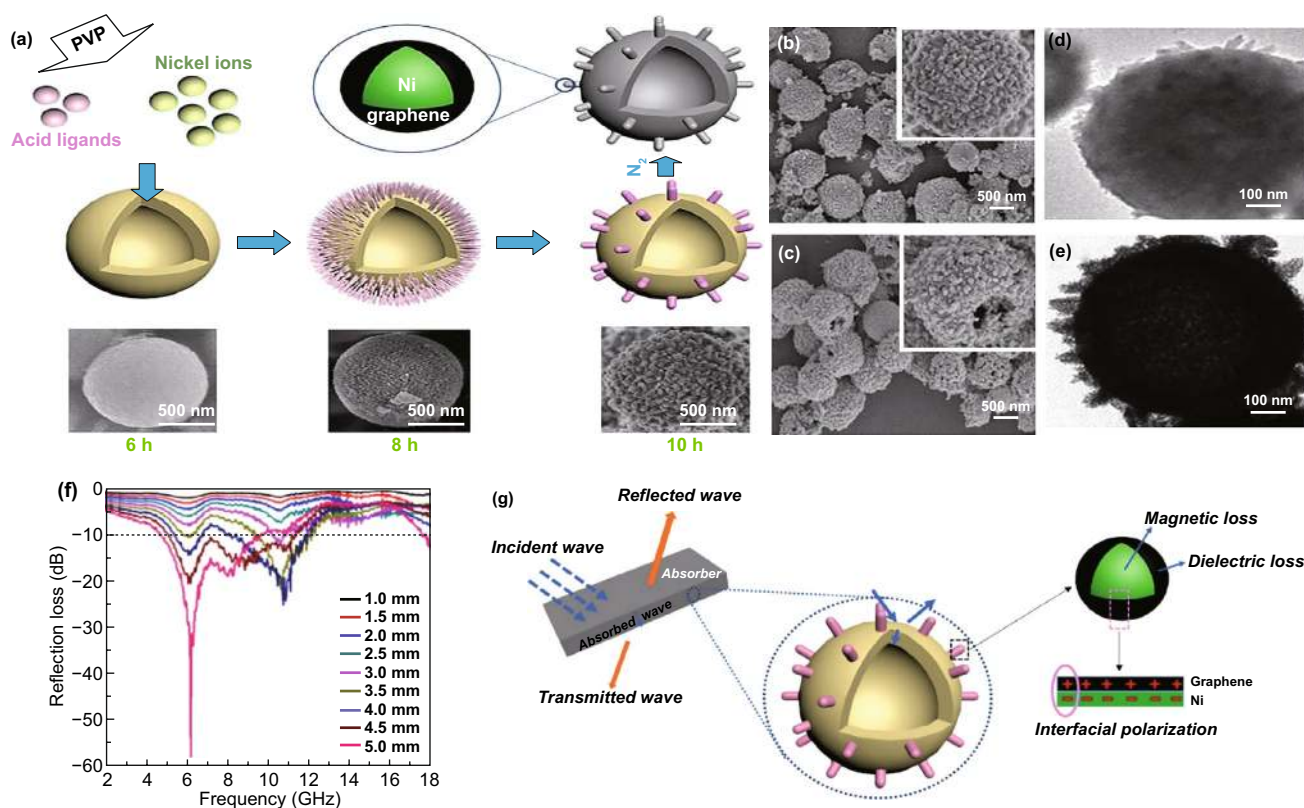 (a)
PVP
Nickel ions
Acid ligands
Ni
graphene
N₂
500 nm
500 nm
500 nm
6 h
8 h
10 h
(b)
500 nm
(c)
500 nm
(d)
100 nm
(e)
100 nm
(f)
Reflection loss (dB)
0
−10
−20
−30
−40
−50
−60
1.0 mm
1.5 mm
2.0 mm
2.5 mm
3.0 mm
3.5 mm
4.0 mm
4.5 mm
5.0 mm
2 4 6 8 10 12 14 16 18
Frequency (GHz)
(g)
Reflected wave
Incident wave
Absorber
Absorbed wave
Transmitted wave
Magnetic loss
Dielectric loss
+ + + + + + Graphene
− − − − − − Ni
Interfacial polarization